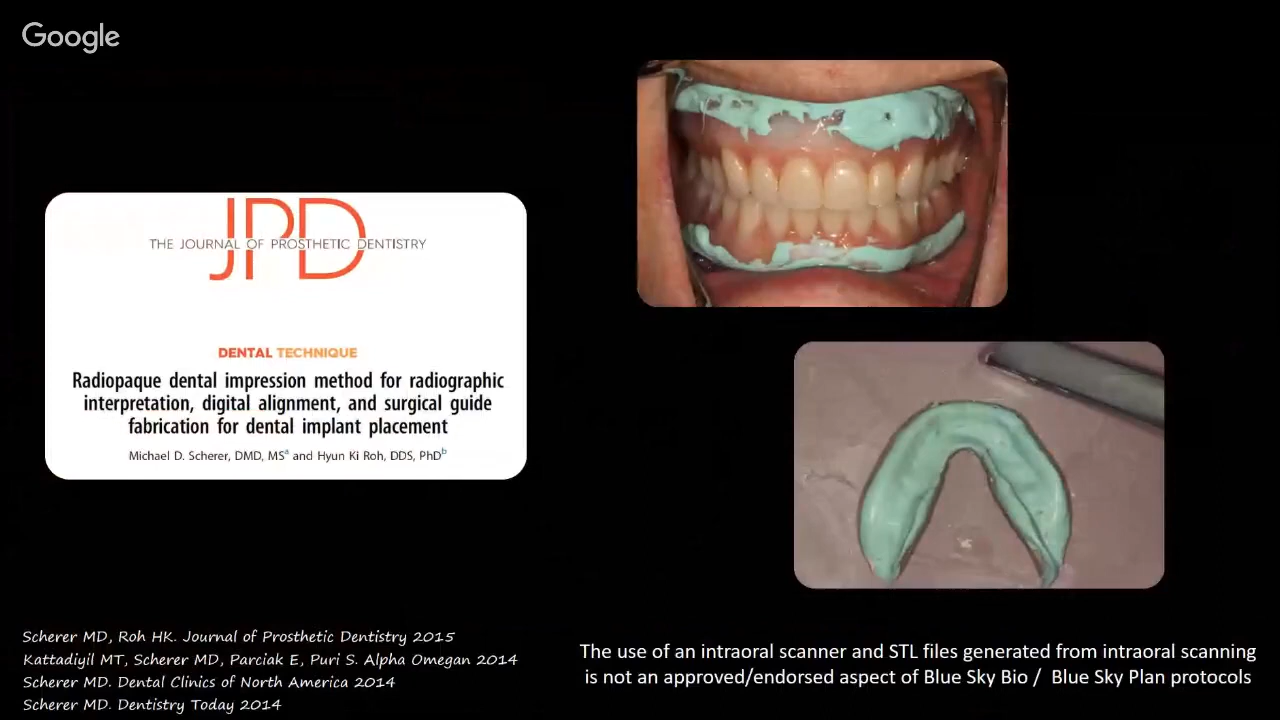 Google
JPD
THE JOURNAL OF PROSTHETIC DENTISTRY
DENTAL TECHNIQUE
Radiopaque dental impression method for radiographic
interpretation, digital alignment, and surgical guide
fabrication for dental implant placement
Michael D. Scherer, DMD, MSa and Hyun Ki Roh, DDS, PhDb
Scherer MD, Roh HK. Journal of Prosthetic Dentistry 2015
Kattadiyil MT, Scherer MD, Parciak E, Puri S. Alpha Omegan 2014
Scherer MD. Dental Clinics of North America 2014
Scherer MD. Dentistry Today 2014
The use of an intraoral scanner and STL files generated from intraoral scanning
is not an approved/endorsed aspect of Blue Sky Bio / Blue Sky Plan protocols